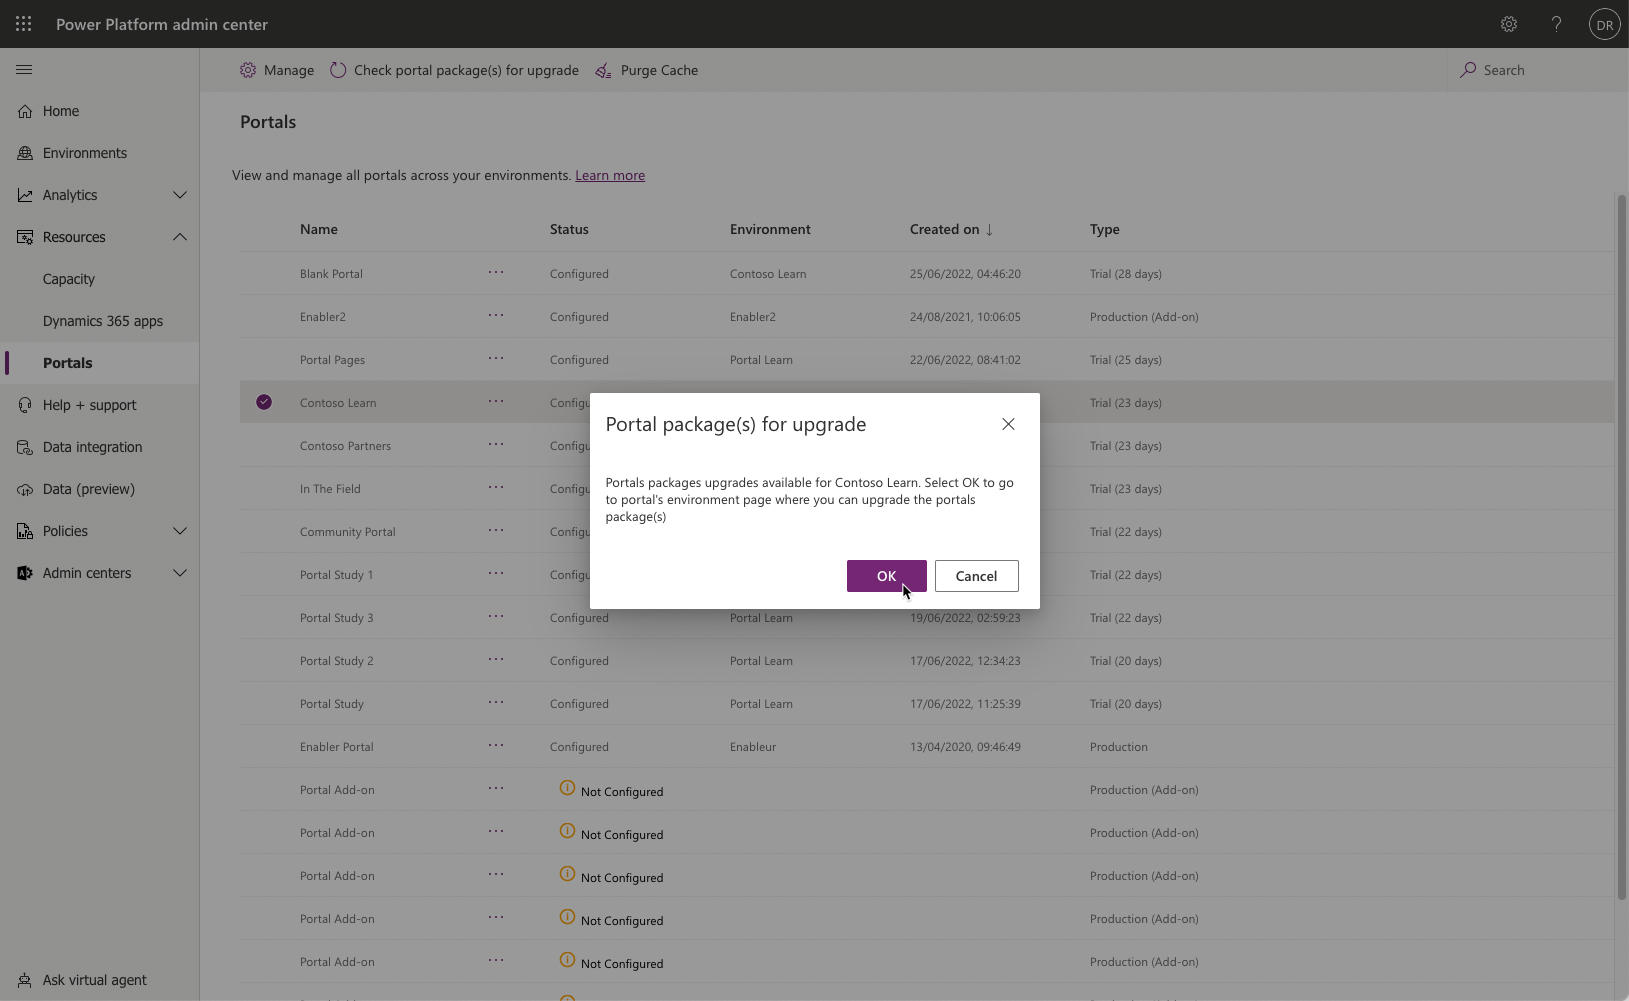 Power Platform admin center
DR
Manage
Check portal package(s) for upgrade
Purge Cache
Search
Home
Environments
Analytics
Resources
Capacity
Dynamics 365 apps
Portals
Help + support
Data integration
Data (preview)
Policies
Admin centers
Ask virtual agent
Portals
View and manage all portals across your environments. Learn more
Name Status Environment Created on ↓ Type
Blank Portal ... Configured Contoso Learn 25/06/2022, 04:46:20 Trial (28 days)
Enabler2 ... Configured Enabler2 24/08/2021, 10:06:05 Production (Add-on)
Portal Pages ... Configured Portal Learn 22/06/2022, 08:41:02 Trial (25 days)
Contoso Learn ... Trial (23 days)
Contoso Partners ... Trial (23 days)
In The Field ... Trial (23 days)
Community Portal ... Trial (22 days)
Portal Study 1 ... Trial (22 days)
Portal Study 3 ... Configured Portal Learn 19/06/2022, 02:59:23 Trial (22 days)
Portal Study 2 ... Configured Portal Learn 17/06/2022, 12:34:23 Trial (20 days)
Portal Study ... Configured Portal Learn 17/06/2022, 11:25:39 Trial (20 days)
Enabler Portal ... Configured Enableur 13/04/2020, 09:46:49 Production
Portal Add-on ... Not Configured Production (Add-on)
Portal Add-on ... Not Configured Production (Add-on)
Portal Add-on ... Not Configured Production (Add-on)
Portal Add-on ... Not Configured Production (Add-on)
Portal Add-on ... Not Configured Production (Add-on)
Portal package(s) for upgrade
Portals packages upgrades available for Contoso Learn. Select OK to go
to portal's environment page where you can upgrade the portals
package(s)
OK
Cancel